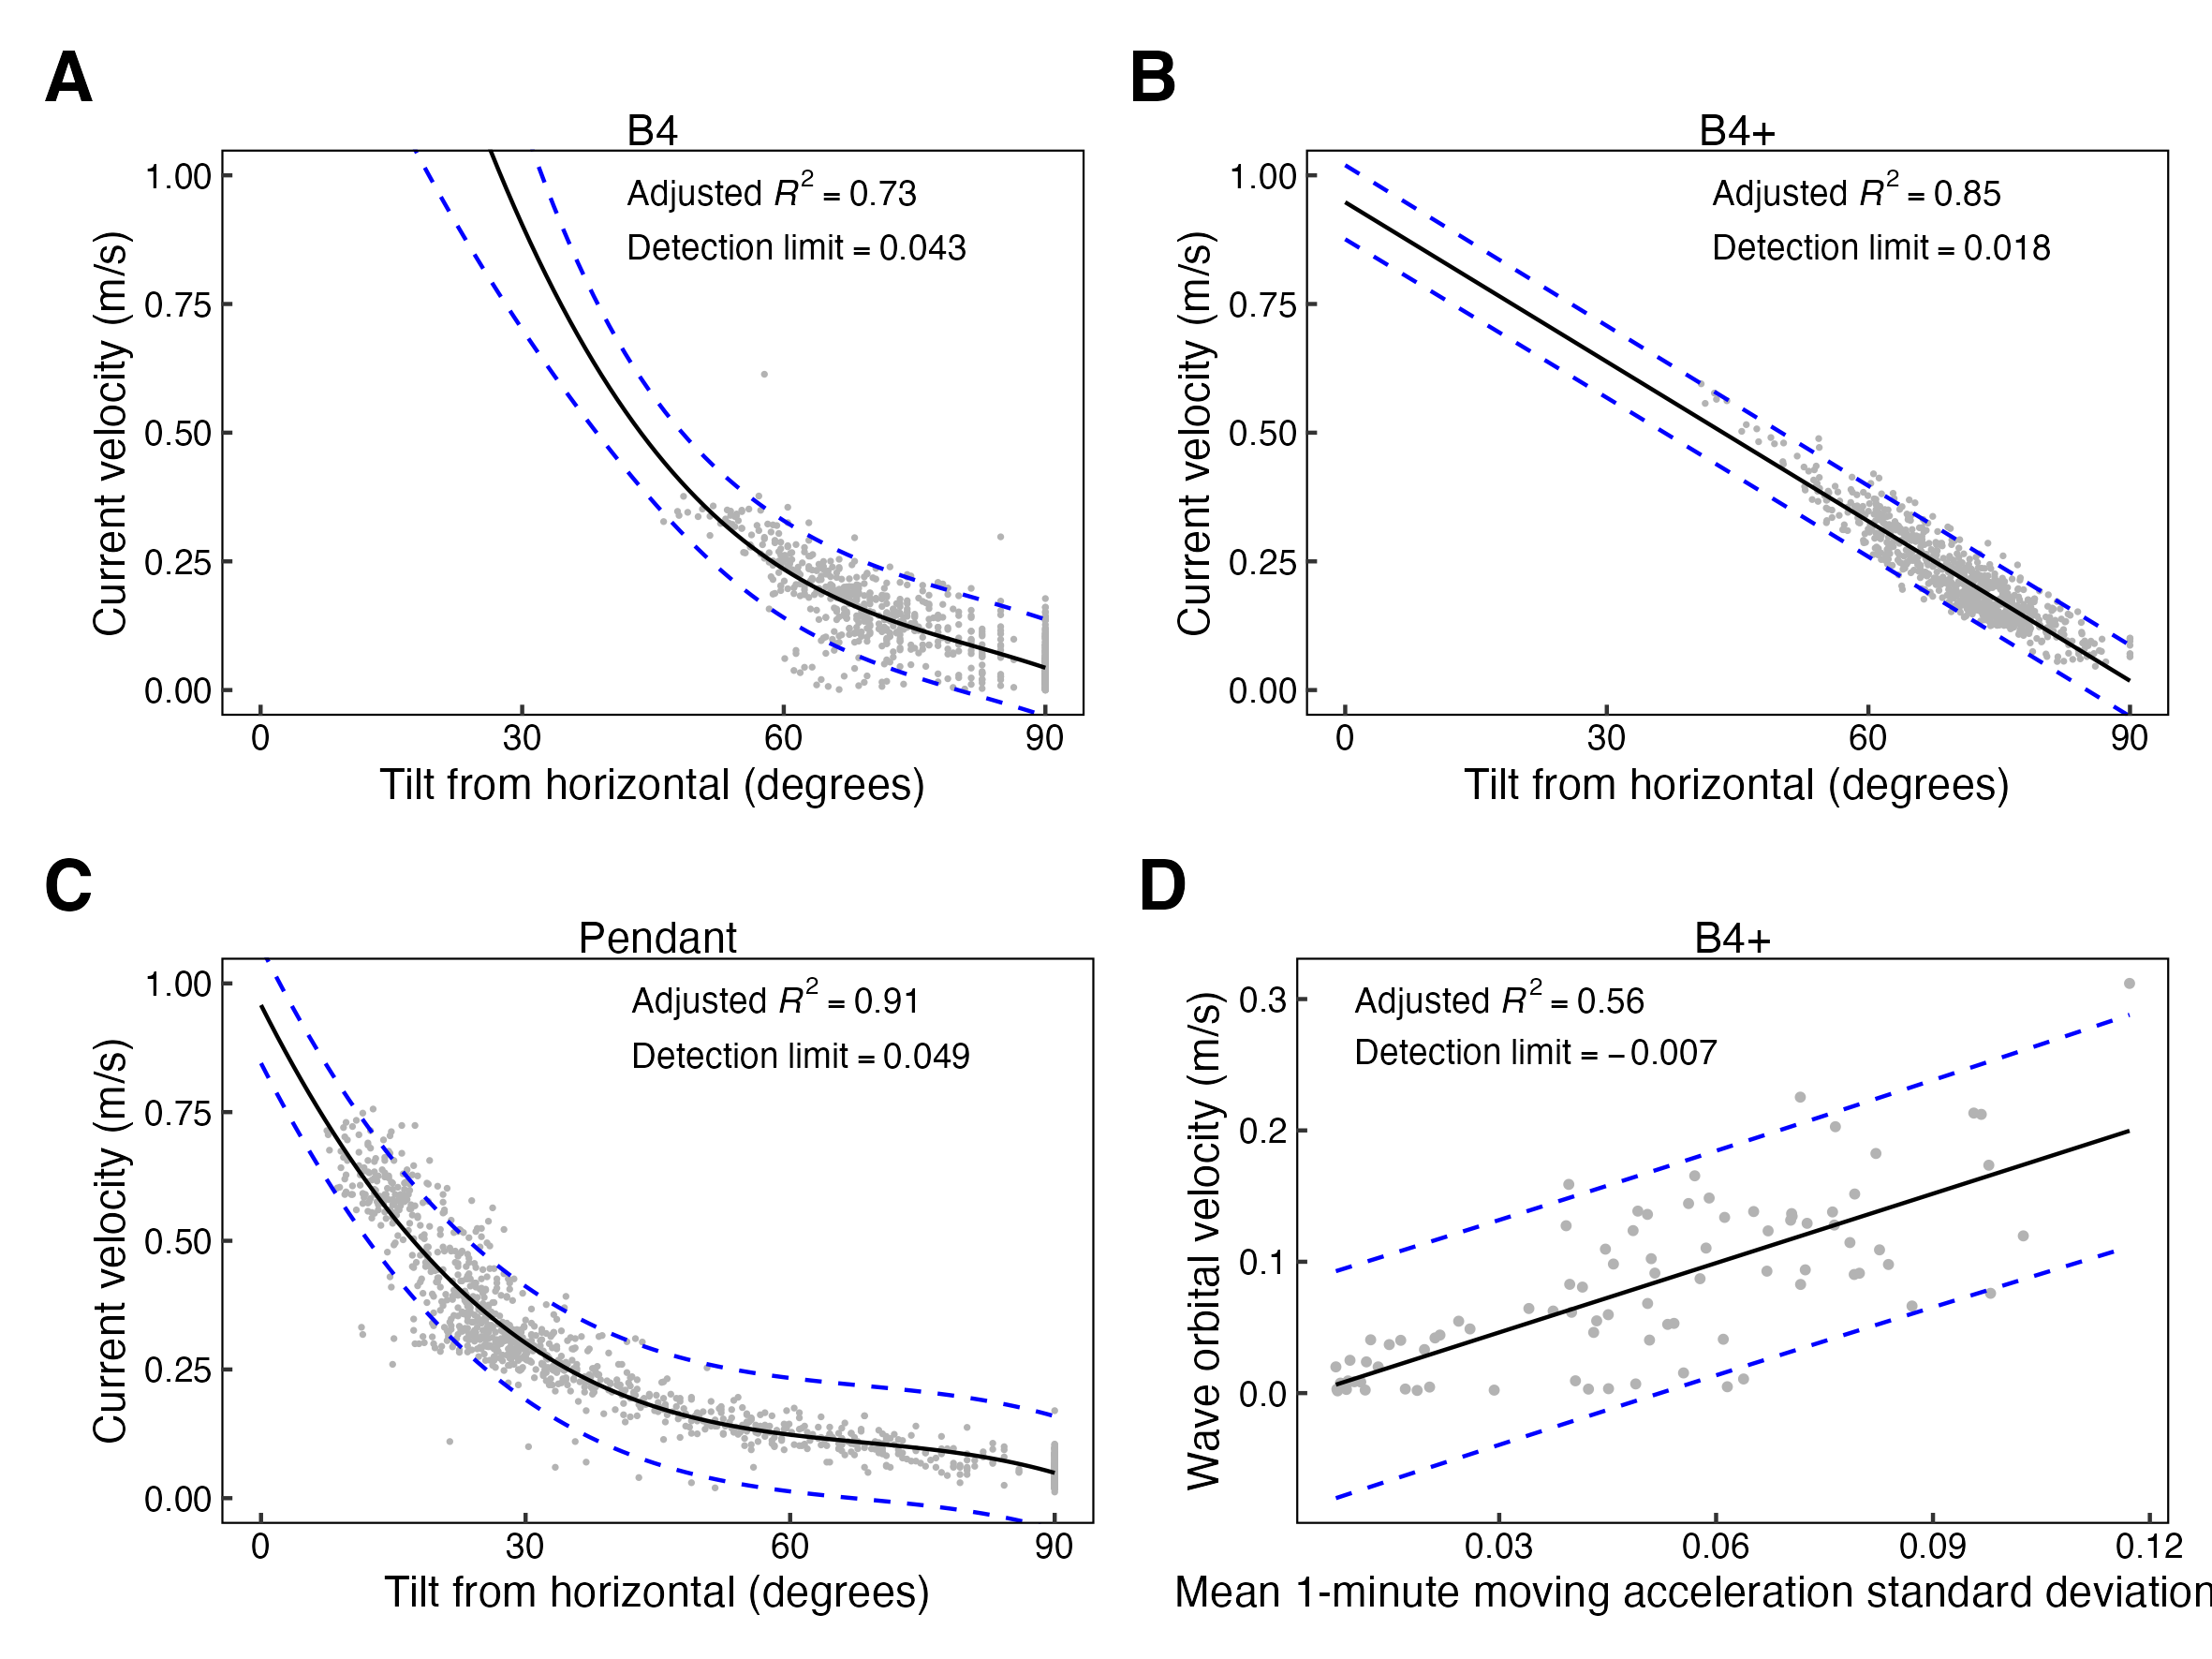 A
B4
Adjusted R² = 0.73
Detection limit = 0.043
1.00
0.75
0.50
0.25
0.00
Current velocity (m/s)
0 30 60 90
Tilt from horizontal (degrees)
B
B4+
Adjusted R² = 0.85
Detection limit = 0.018
1.00
0.75
0.50
0.25
0.00
Current velocity (m/s)
0 30 60 90
Tilt from horizontal (degrees)
C
Pendant
Adjusted R² = 0.91
Detection limit = 0.049
1.00
0.75
0.50
0.25
0.00
Current velocity (m/s)
0 30 60 90
Tilt from horizontal (degrees)
D
B4+
Adjusted R² = 0.56
Detection limit = −0.007
0.3
0.2
0.1
0.0
Wave orbital velocity (m/s)
0.03 0.06 0.09 0.12
Mean 1-minute moving acceleration standard deviation